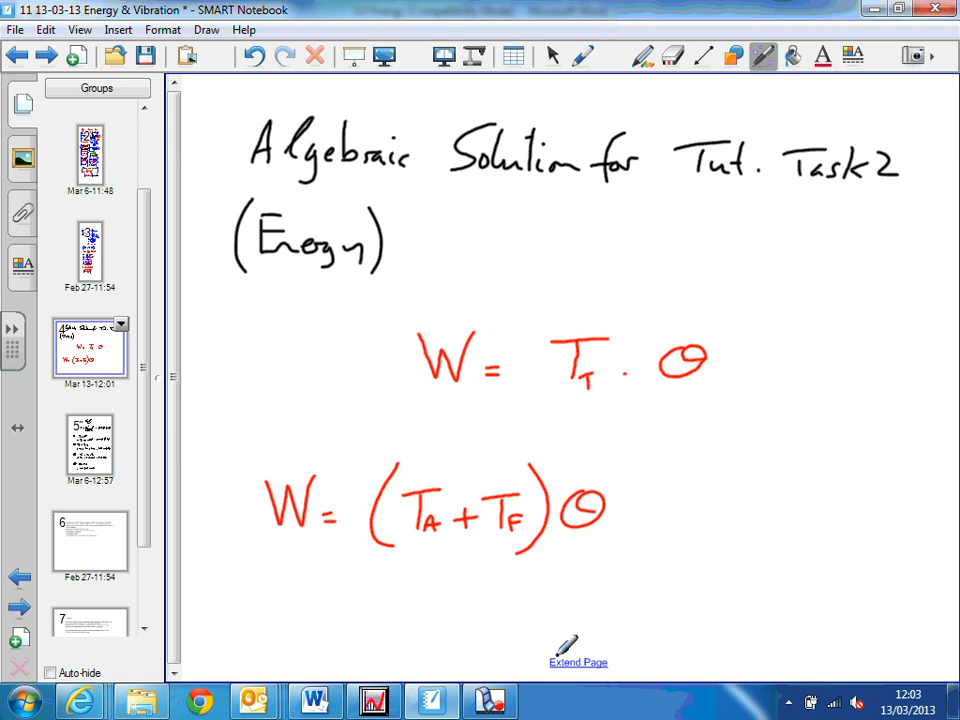 11 13-03-13 Energy & Vibration * - SMART Notebook
File Edit View Insert Format Draw Help
Groups
Mar 6-11:48
Feb 27-11:54
Mar 13-12:01
Mar 6-12:57
6
Feb 27-11:54
7
Auto-hide
Algebraic Solution for Tut. Task 2
(Energy)
W = T_T . θ
W = (T_A + T_F) θ
Extend Page
12:03
13/03/2013